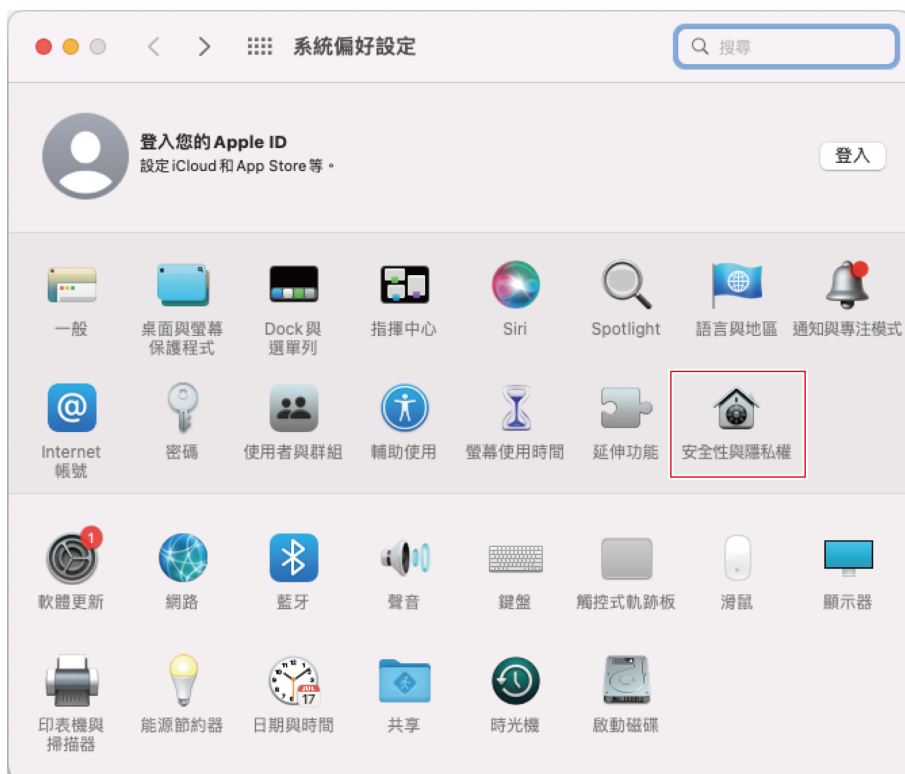 系統偏好設定
搜尋
登入您的 Apple ID
設定 iCloud 和 App Store 等。
登入
一般
桌面與螢幕
保護程式
Dock 與
選單列
指揮中心
Siri
Spotlight
語言與地區
通知與專注模式
Internet
帳號
密碼
使用者與群組
輔助使用
螢幕使用時間
延伸功能
安全性與隱私權
1
軟體更新
網路
藍牙
聲音
鍵盤
觸控式軌跡板
滑鼠
顯示器
印表機與
掃描器
能源節約器
JUL
17
日期與時間
共享
時光機
啟動磁碟